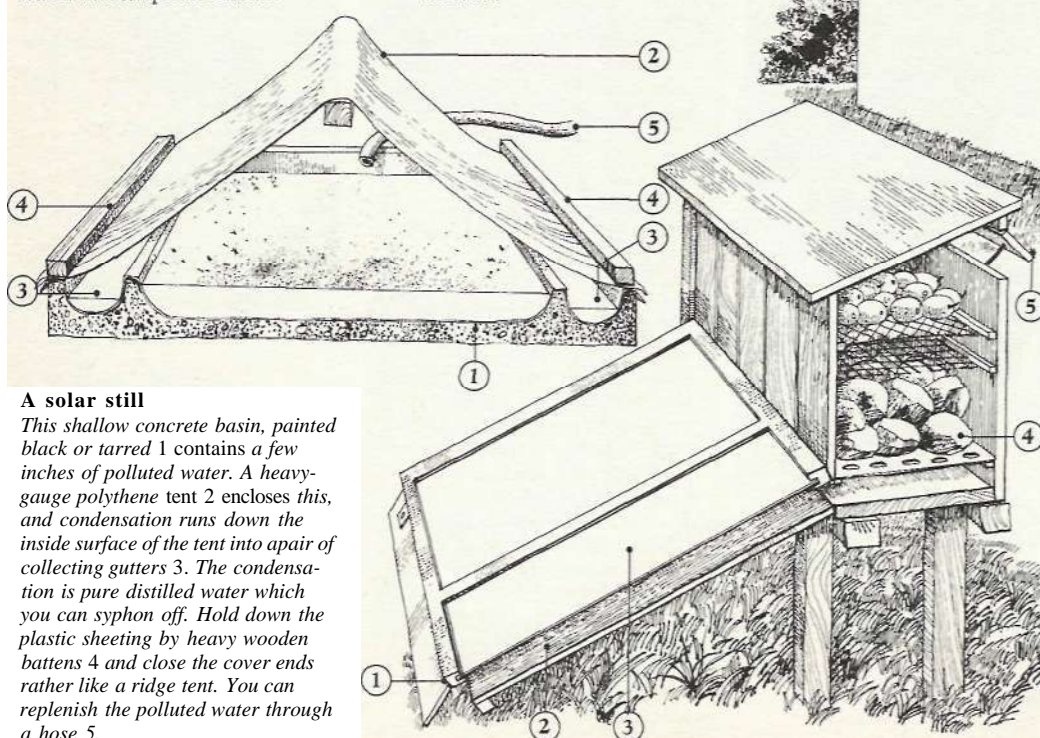 2
5
4
4
3
3
1
5
4
1
2
3
A solar still
This shallow concrete basin, painted
black or tarred 1 contains a few
inches of polluted water. A heavy-
gauge polythene tent 2 encloses this,
and condensation runs down the
inside surface of the tent into apair of
collecting gutters 3. The condensa-
tion is pure distilled water which
you can syphon off. Hold down the
plastic sheeting by heavy wooden
battens 4 and close the cover ends
rather like a ridge tent. You can
replenish the polluted water through
a hose 5